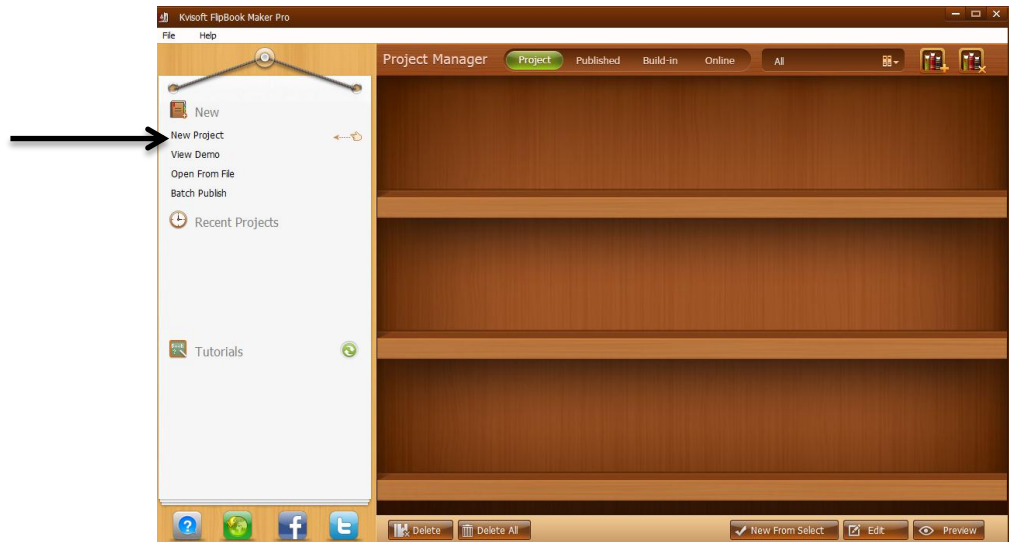 Kvisoft FlipBook Maker Pro
File Help
Project Manager Project Published Build-in Online All
New
New Project
View Demo
Open From File
Batch Publish
Recent Projects
Tutorials
Delete Delete All New From Select Edit Preview